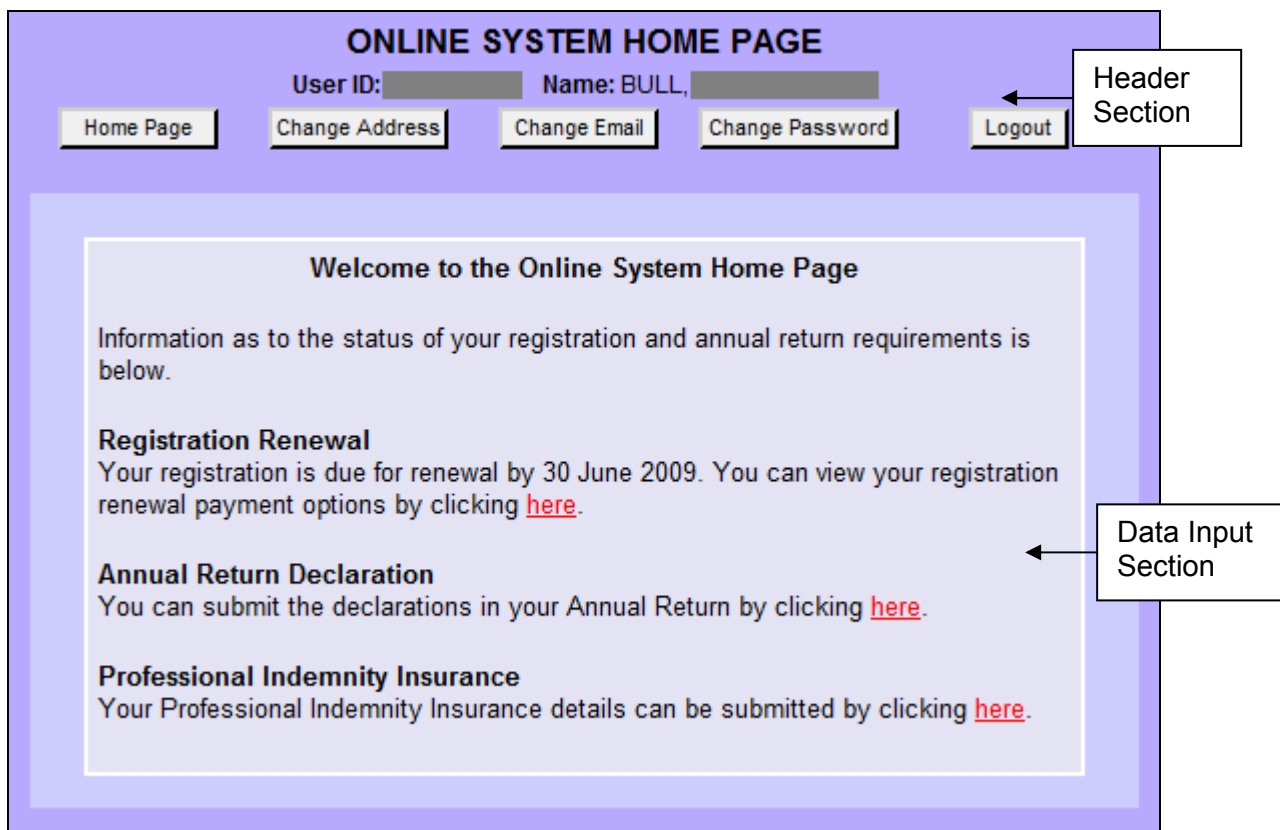 ONLINE SYSTEM HOME PAGE
User ID: Name: BULL,
Home Page Change Address Change Email Change Password Logout
Header
Section
Welcome to the Online System Home Page
Information as to the status of your registration and annual return requirements is
below.
Registration Renewal
Your registration is due for renewal by 30 June 2009. You can view your registration
renewal payment options by clicking here.
Data Input
Section
Annual Return Declaration
You can submit the declarations in your Annual Return by clicking here.
Professional Indemnity Insurance
Your Professional Indemnity Insurance details can be submitted by clicking here.